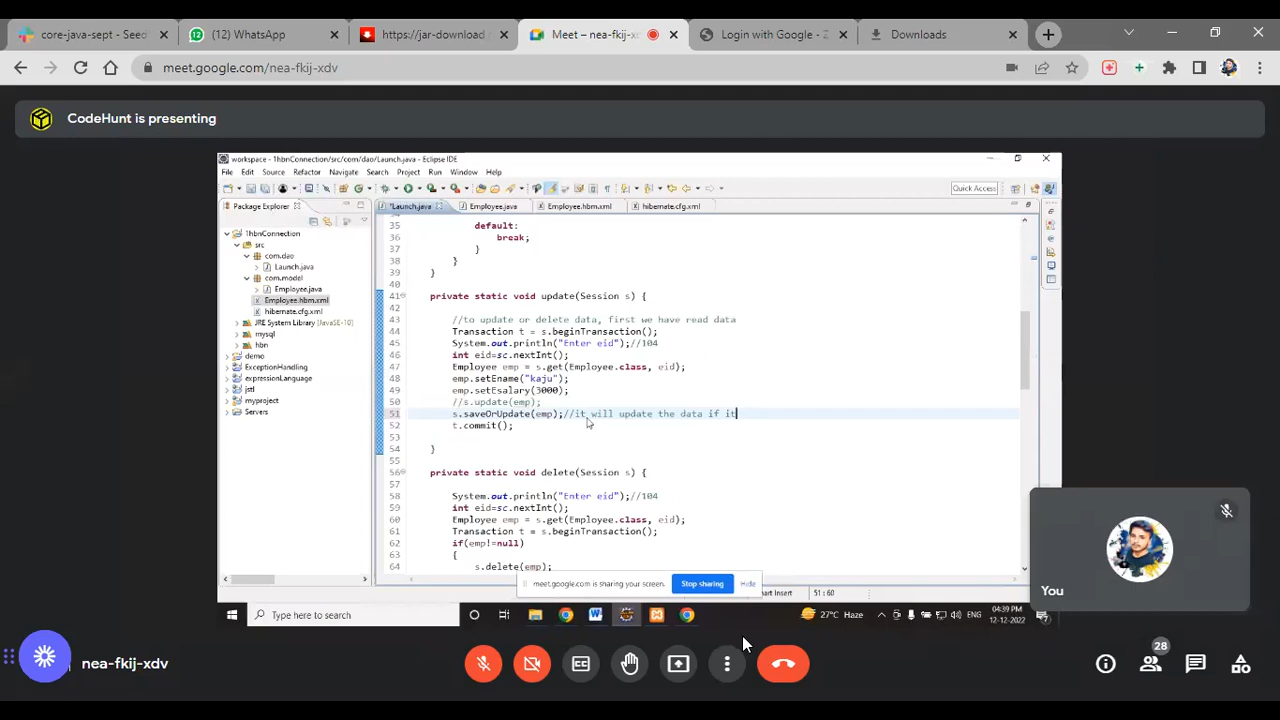 core-java-sept - Seed
(12) WhatsApp
https://jar-download
Meet – nea-fkij-x
Login with Google - Z
Downloads
meet.google.com/nea-fkij-xdv
CodeHunt is presenting
workspace - 1hbnConnection/src/com/dao/Launch.java - Eclipse IDE
File Edit Source Refactor Navigate Search Project Run Window Help
Quick Access
Package Explorer
*Launch.java
Employee.java
Employee.hbm.xml
hibernate.cfg.xml
1hbnConnection
src
com.dao
Launch.java
com.model
Employee.java
Employee.hbm.xml
hibernate.cfg.xml
JRE System Library [JavaSE-10]
mysql
hbn
demo
ExceptionHandling
expressionLanguage
jstl
myproject
Servers
35 default:
36 break;
37 }
38 }
39 }
40
41 private static void update(Session s) {
42
43 //to update or delete data, first we have read data
44 Transaction t = s.beginTransaction();
45 System.out.println("Enter eid");//104
46 int eid=sc.nextInt();
47 Employee emp = s.get(Employee.class, eid);
48 emp.setEname("kaju");
49 emp.setEsalary(3000);
50 //s.update(emp);
51 s.saveOrUpdate(emp);//it will update the data if it
52 t.commit();
53
54 }
55
56 private static void delete(Session s) {
57
58 System.out.println("Enter eid");//104
59 int eid=sc.nextInt();
60 Employee emp = s.get(Employee.class, eid);
61 Transaction t = s.beginTransaction();
62 if(emp!=null)
63 {
64 s.delete(emp);
meet.google.com is sharing your screen.
Stop sharing
Hide
mart Insert
51 : 60
Type here to search
27°C Haze
ENG
04:39 PM
12-12-2022
You
nea-fkij-xdv
28